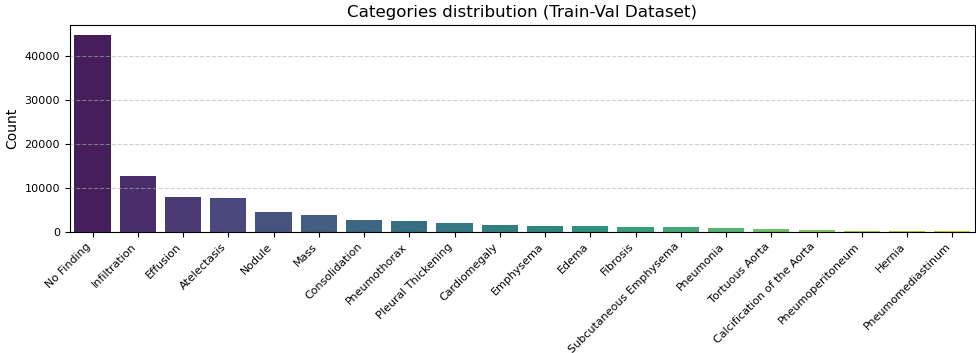 Categories distribution (Train-Val Dataset)
Count
40000
30000
20000
10000
0
No Finding
Infiltration
Effusion
Atelectasis
Nodule
Mass
Consolidation
Pneumothorax
Pleural Thickening
Cardiomegaly
Emphysema
Edema
Fibrosis
Subcutaneous Emphysema
Pneumonia
Tortuous Aorta
Calcification of the Aorta
Pneumoperitoneum
Hernia
Pneumomediastinum